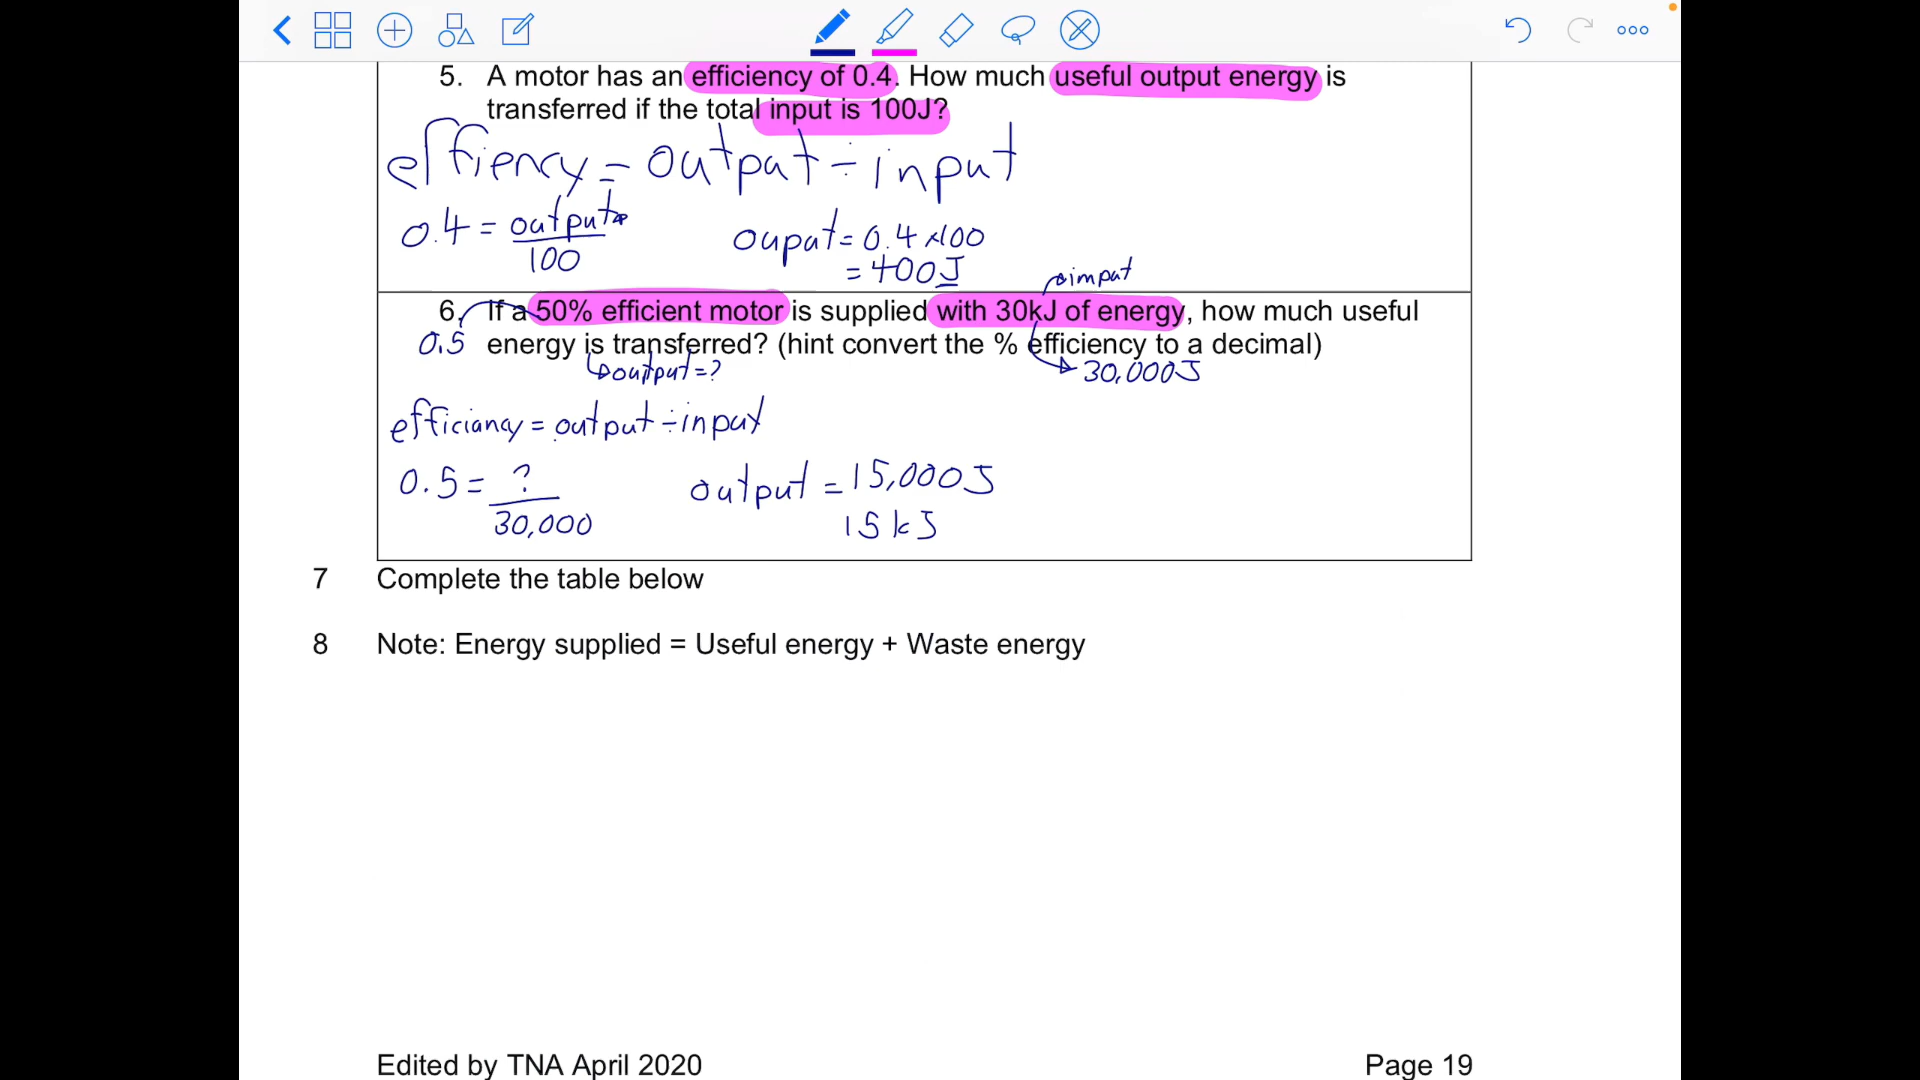 5. A motor has an efficiency of 0.4. How much useful output energy is
transferred if the total input is 100J?
effiency = output ÷ input
0.4 = output
100
ouput = 0.4 × 100
= 400J
input
6. If a 50% efficient motor is supplied with 30kJ of energy, how much useful
0.5 energy is transferred? (hint convert the % efficiency to a decimal)
output = ?
30,000J
efficiancy = output ÷ input
0.5 = ?
30,000
output = 15,000J
15 kJ
7 Complete the table below
8 Note: Energy supplied = Useful energy + Waste energy
Edited by TNA April 2020 Page 19